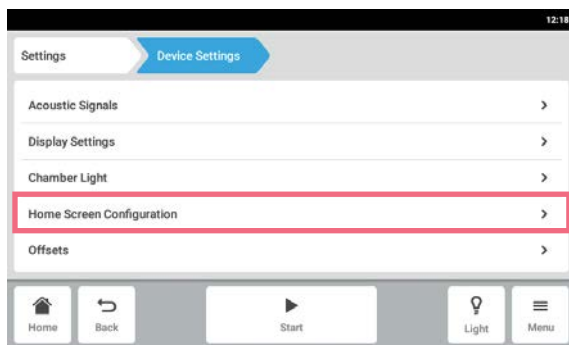 12:18
Settings
Device Settings
Acoustic Signals
Display Settings
Chamber Light
Home Screen Configuration
Offsets
Home
Back
Start
Light
Menu